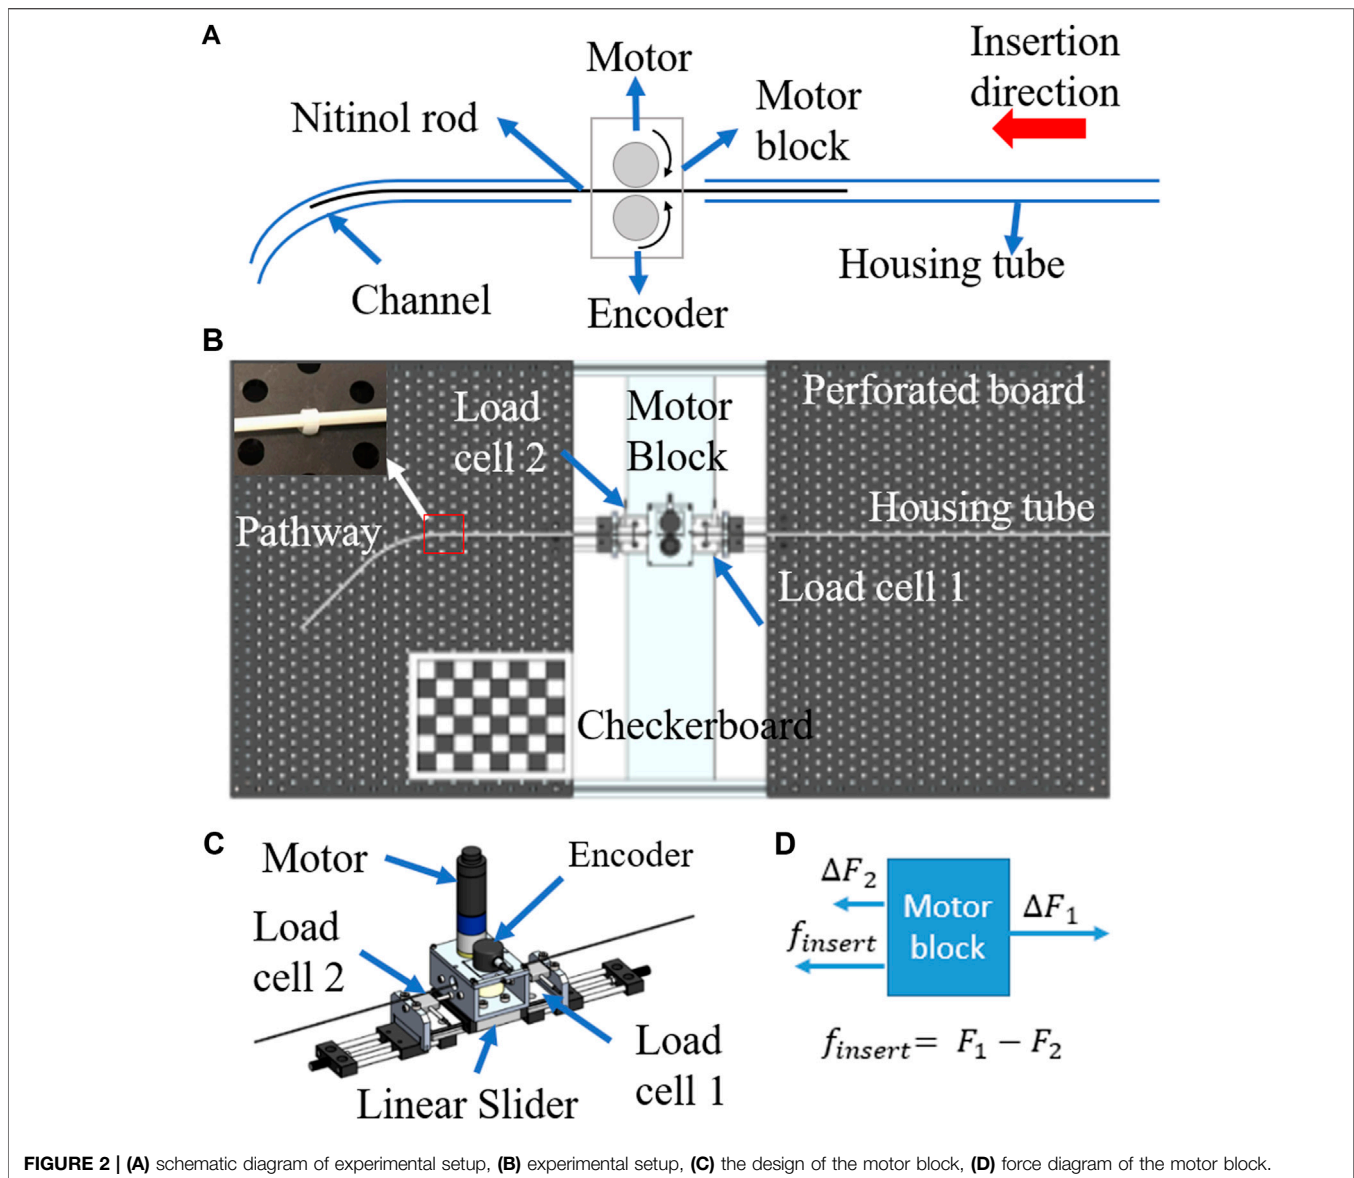 A
Motor
Insertion
direction
Nitinol rod
Motor
block
Housing tube
Channel
Encoder
B
Perforated board
Load
cell 2
Motor
Block
Housing tube
Pathway
Load cell 1
Checkerboard
C
Motor
Encoder
Load
cell 2
Load
cell 1
Linear Slider
D
ΔF₂
Motor
block
ΔF₁
f_insert
f_insert = F₁ − F₂
FIGURE 2 | (A) schematic diagram of experimental setup, (B) experimental setup, (C) the design of the motor block, (D) force diagram of the motor block.